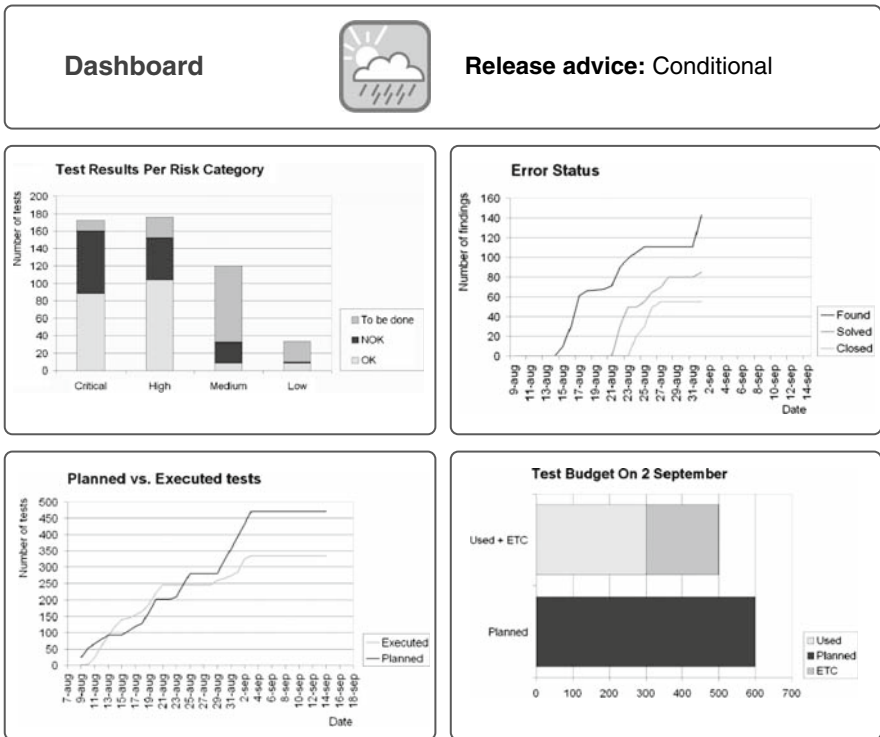 Dashboard
Release advice: Conditional
Test Results Per Risk Category
Number of tests
200
180
160
140
120
100
80
60
40
20
0
Critical High Medium Low
To be done
NOK
OK
Error Status
Number of findings
160
140
120
100
80
60
40
20
0
9-aug 11-aug 13-aug 15-aug 17-aug 19-aug 21-aug 23-aug 25-aug 27-aug 29-aug 31-aug 2-sep 4-sep 6-sep 8-sep 10-sep 12-sep 14-sep
Date
Found
Solved
Closed
Planned vs. Executed tests
Number of tests
500
450
400
350
300
250
200
150
100
50
0
7-aug 9-aug 11-aug 13-aug 15-aug 17-aug 19-aug 21-aug 23-aug 25-aug 27-aug 29-aug 31-aug 2-sep 4-sep 6-sep 8-sep 10-sep 12-sep 14-sep 16-sep 18-sep
Date
Executed
Planned
Test Budget On 2 September
Used + ETC
Planned
0 100 200 300 400 500 600 700
Used
Planned
ETC